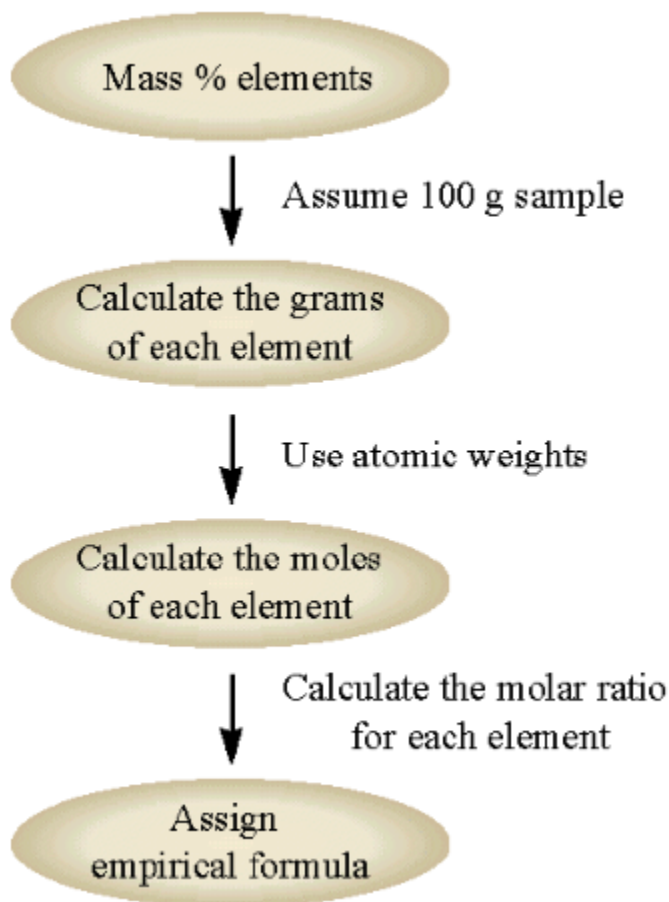 Mass % elements
Assume 100 g sample
Calculate the grams
of each element
Use atomic weights
Calculate the moles
of each element
Calculate the molar ratio
for each element
Assign
empirical formula